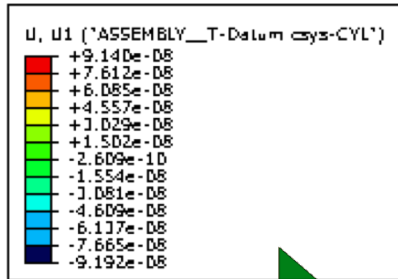 U, U1 ("ASSEMBLY__T-Datum csys-CYL")
+9.140e-08
+7.612e-08
+6.085e-08
+4.557e-08
+3.029e-08
+1.502e-08
-2.609e-10
-1.554e-08
-3.081e-08
-4.609e-08
-6.137e-08
-7.665e-08
-9.192e-08